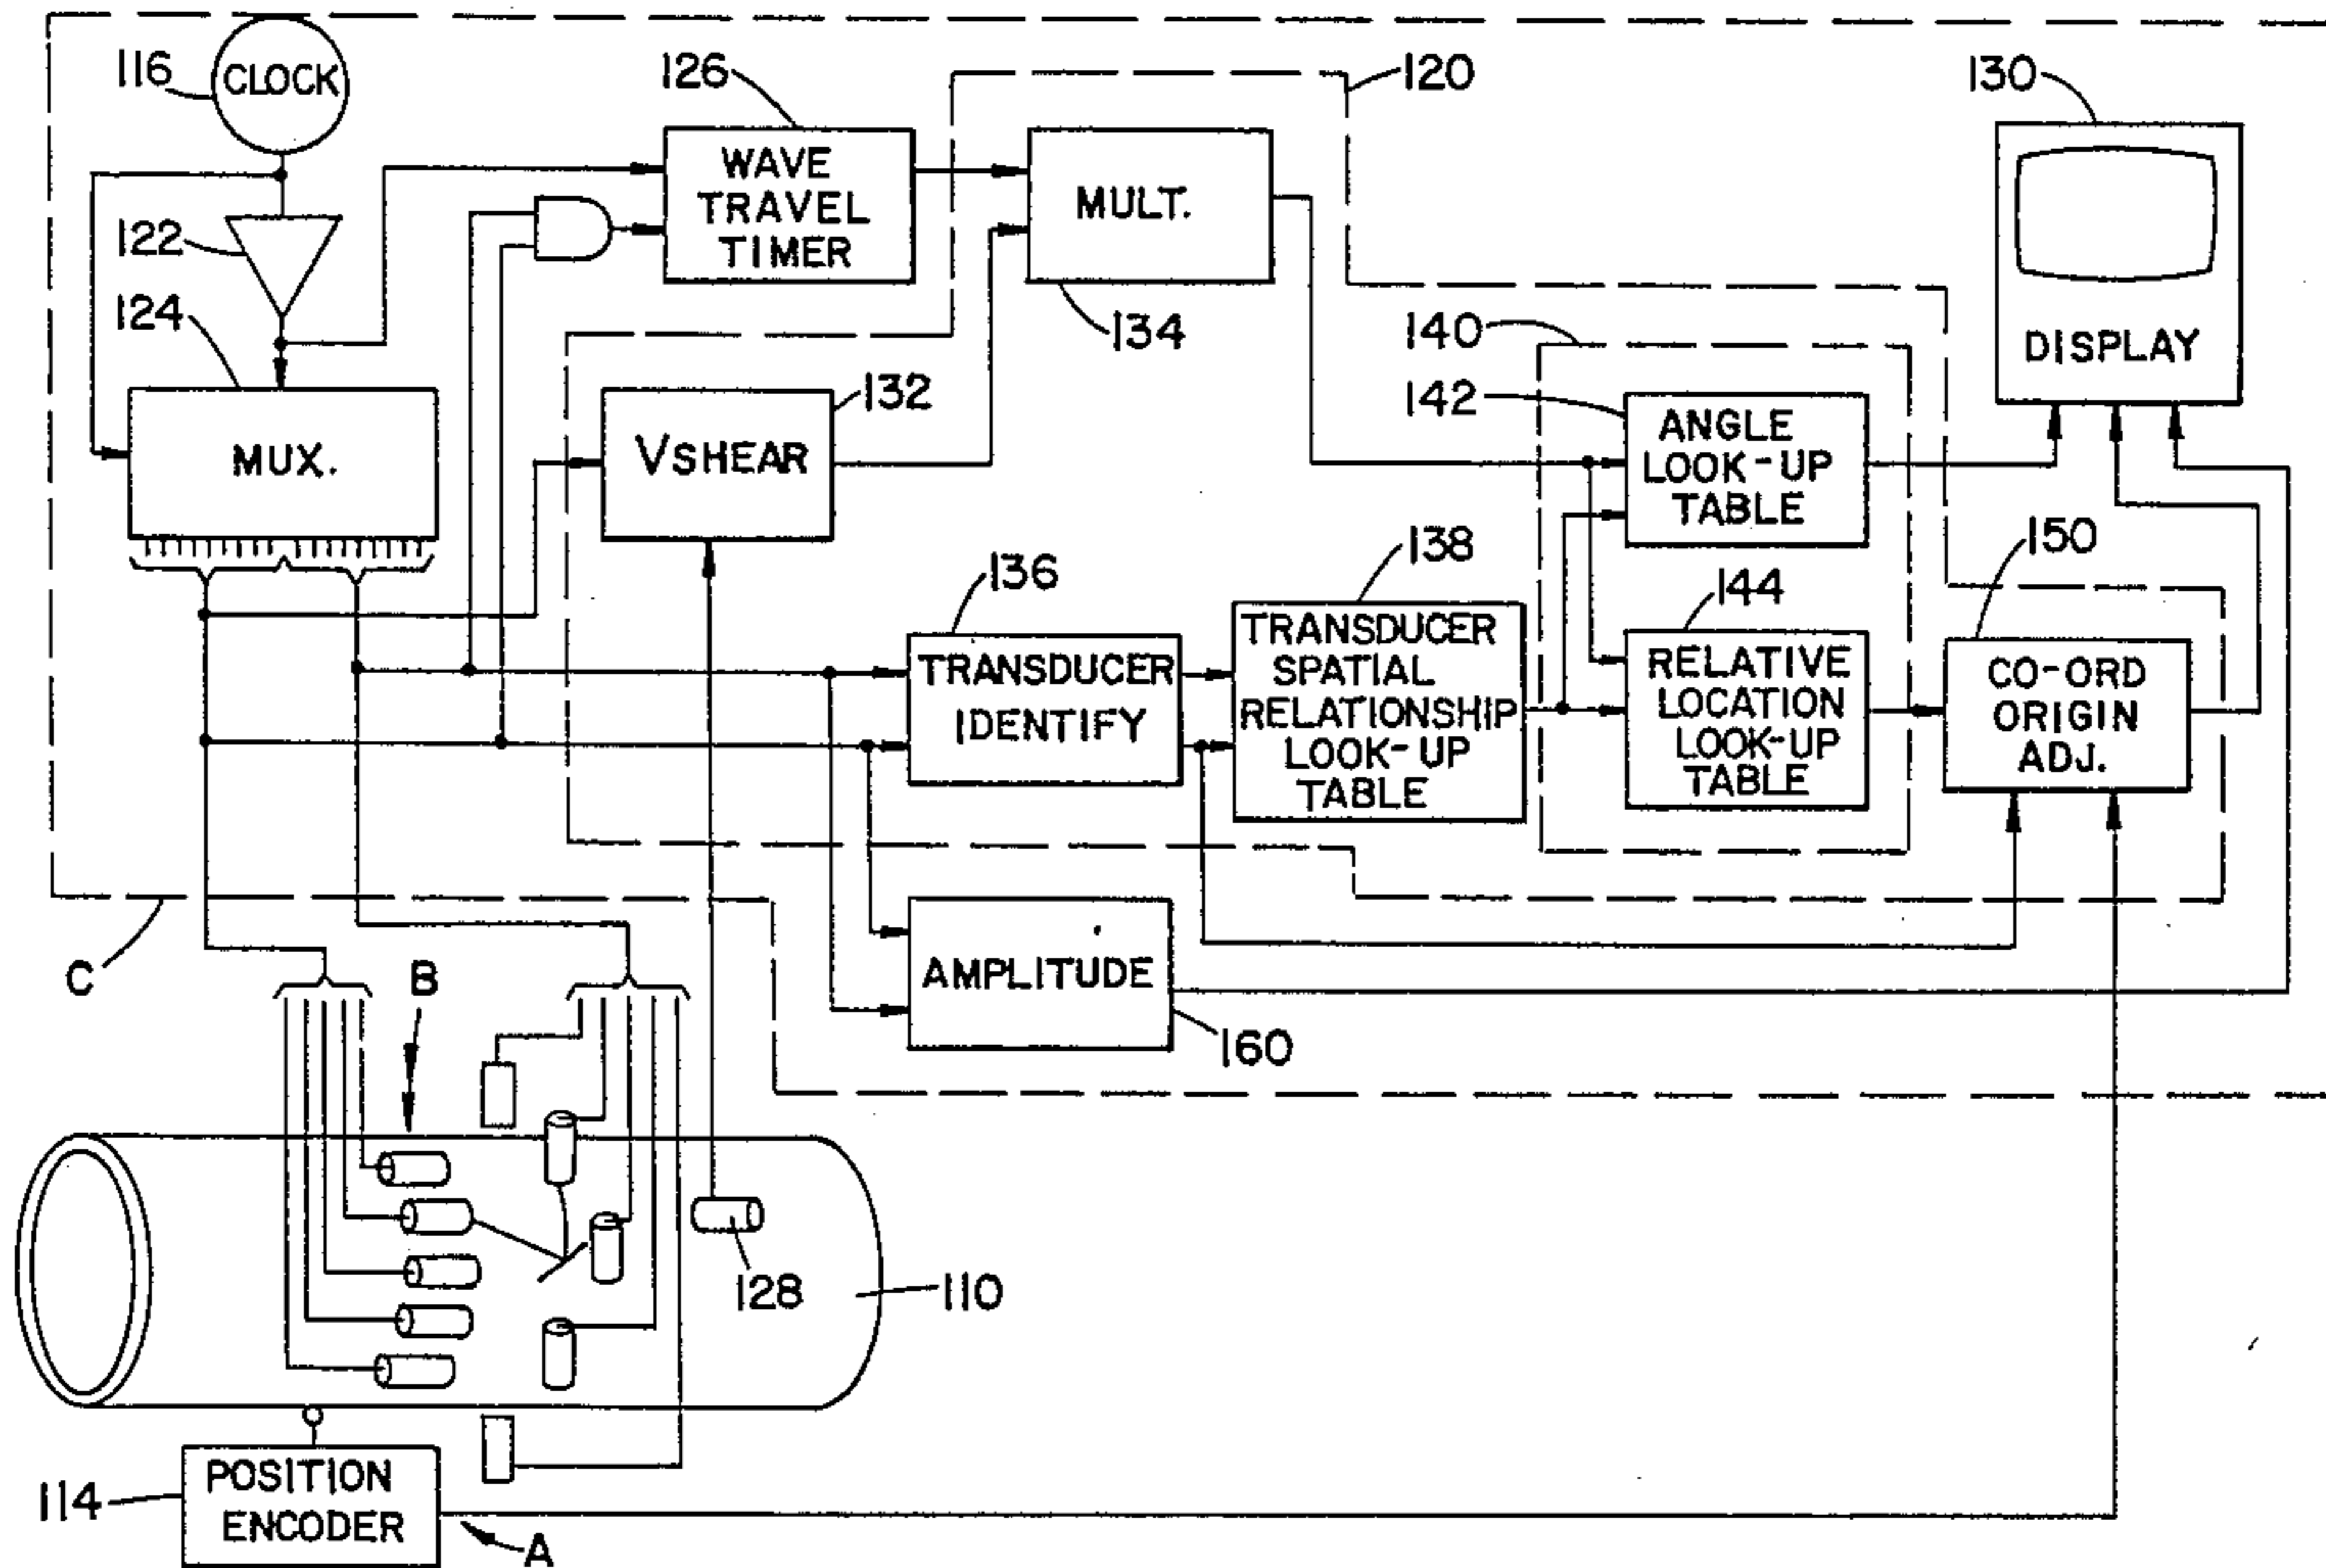 116
CLOCK
126
120
130
WAVE
TRAVEL
TIMER
MULT.
122
124
134
140
DISPLAY
132
142
ANGLE
LOOK-UP
TABLE
MUX.
VSHEAR
138
150
136
144
TRANSDUCER
IDENTIFY
TRANSDUCER
SPATIAL
RELATIONSHIP
LOOK-UP
TABLE
RELATIVE
LOCATION
LOOK-UP
TABLE
CO-ORD
ORIGIN
ADJ.
C
B
AMPLITUDE
160
128
110
114
POSITION
ENCODER
A